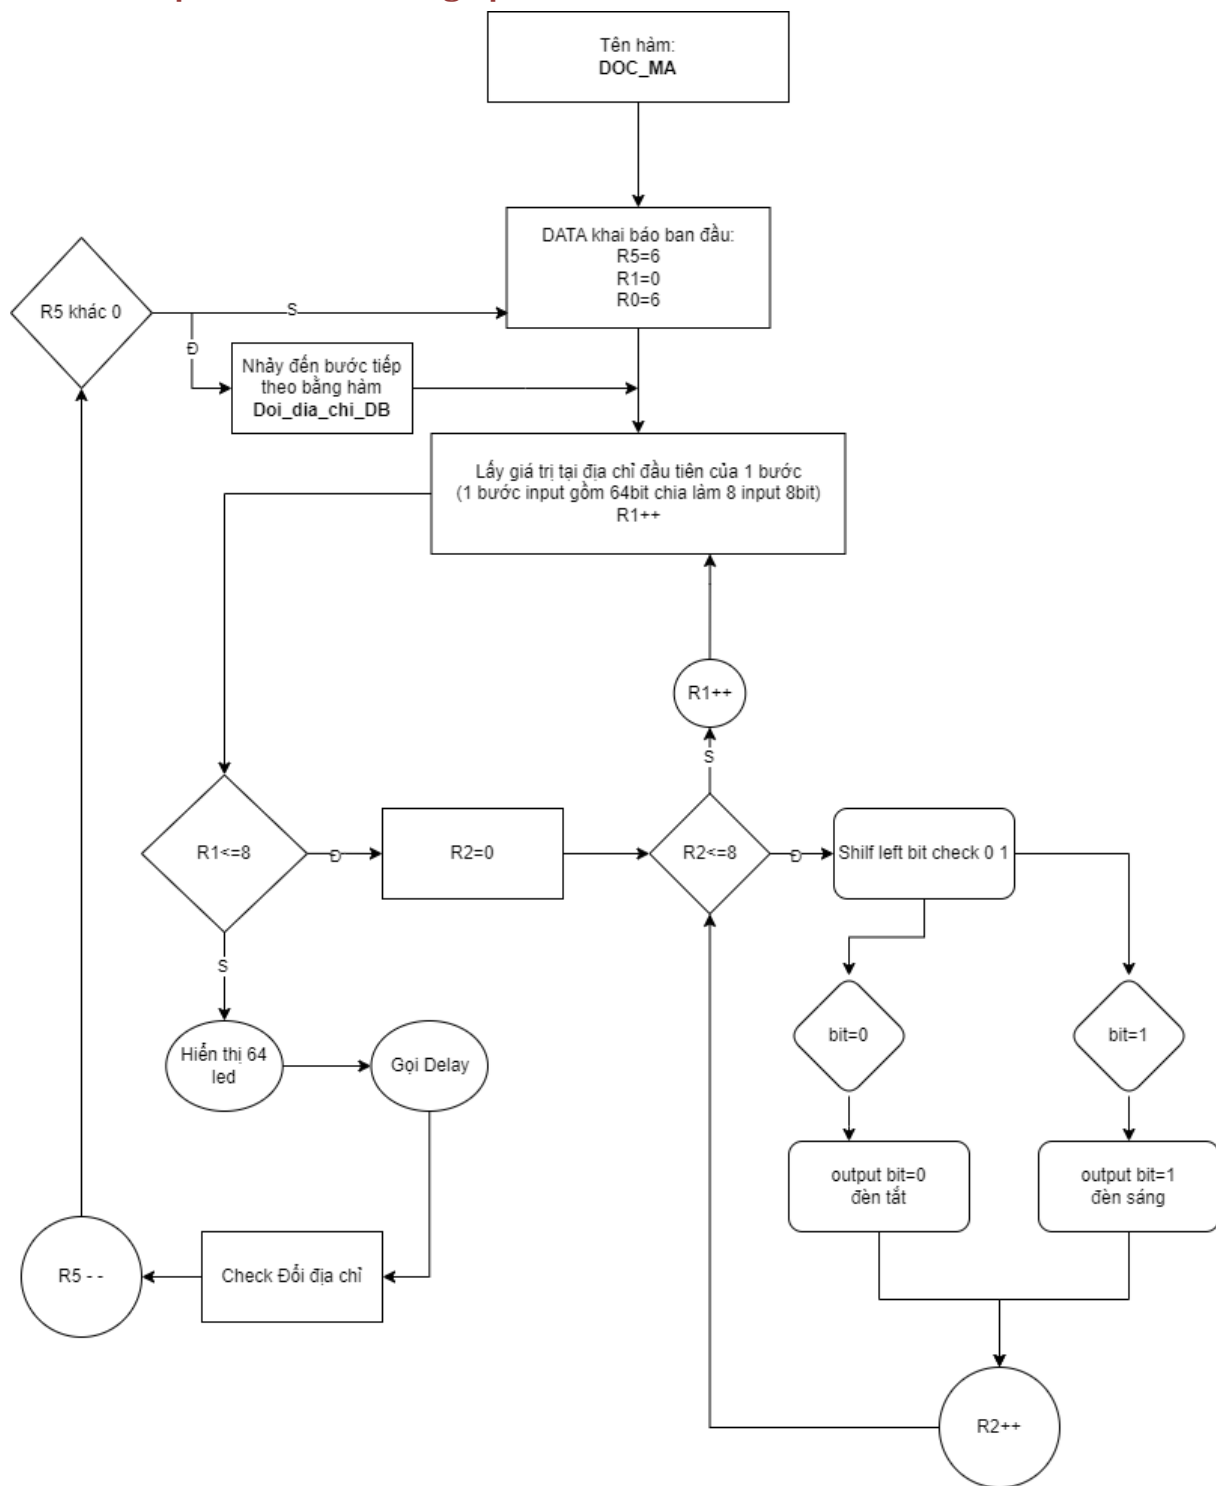 Tên hàm:
DOC_MA
DATA khai báo ban đầu:
R5=6
R1=0
R0=6
R5 khác 0
S
Đ
Nhảy đến bước tiếp
theo bằng hàm
Doi_dia_chi_DB
Lấy giá trị tại địa chỉ đầu tiên của 1 bước
(1 bước input gồm 64bit chia làm 8 input 8bit)
R1++
R1++
S
R1<=8
Đ
R2=0
R2<=8
Đ
Shilf left bit check 0 1
S
Hiển thị 64
led
Gọi Delay
bit=0
bit=1
output bit=0
đèn tắt
output bit=1
đèn sáng
R5 - -
Check Đổi địa chỉ
R2++